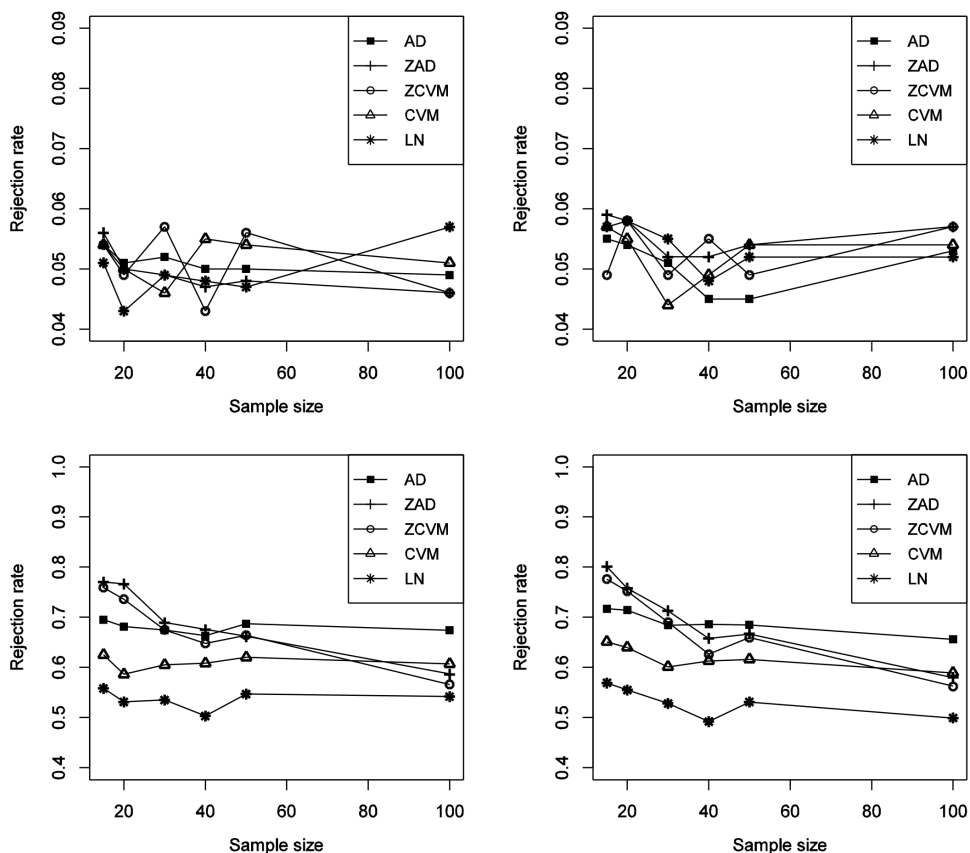 Rejection rate
0.04 0.05 0.06 0.07 0.08 0.09
AD
ZAD
ZCVM
CVM
LN
20 40 60 80 100
Sample size
Rejection rate
0.04 0.05 0.06 0.07 0.08 0.09
AD
ZAD
ZCVM
CVM
LN
20 40 60 80 100
Sample size
Rejection rate
0.4 0.5 0.6 0.7 0.8 0.9 1.0
AD
ZAD
ZCVM
CVM
LN
20 40 60 80 100
Sample size
Rejection rate
0.4 0.5 0.6 0.7 0.8 0.9 1.0
AD
ZAD
ZCVM
CVM
LN
20 40 60 80 100
Sample size